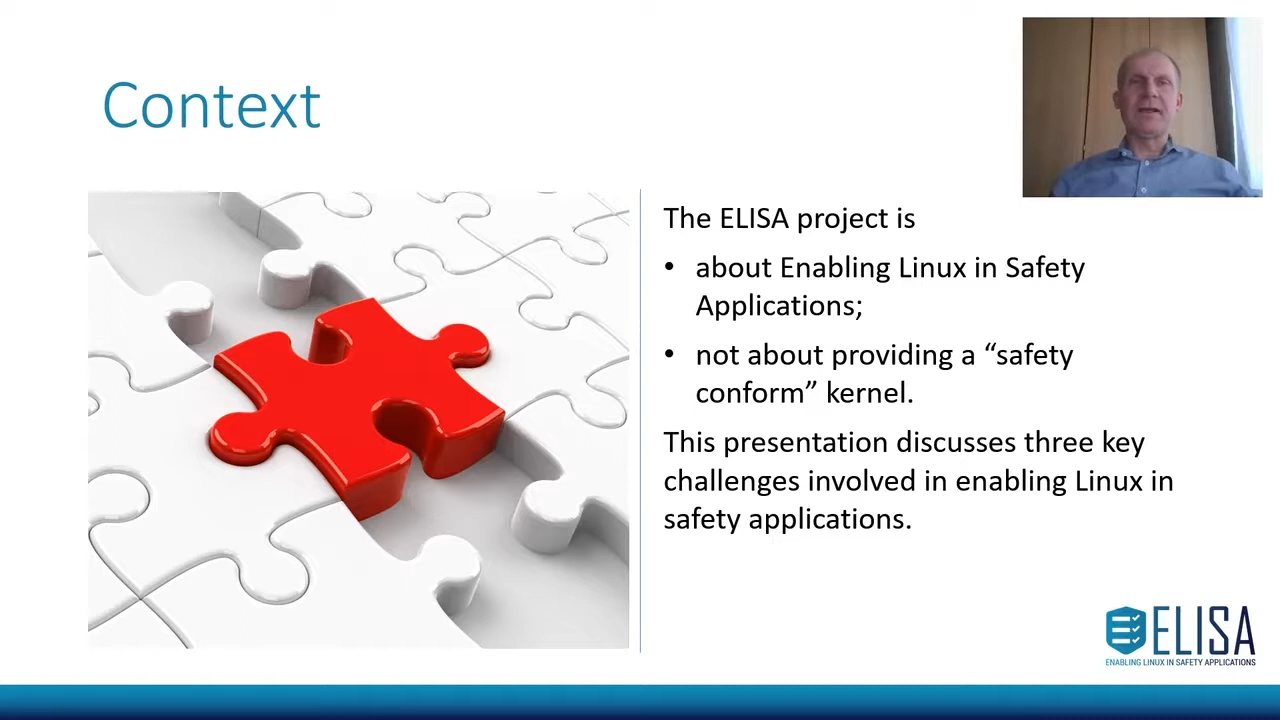 Context
The ELISA project is
• about Enabling Linux in Safety
Applications;
• not about providing a “safety
conform” kernel.
This presentation discusses three key
challenges involved in enabling Linux in
safety applications.
ELISA
ENABLING LINUX IN SAFETY APPLICATIONS